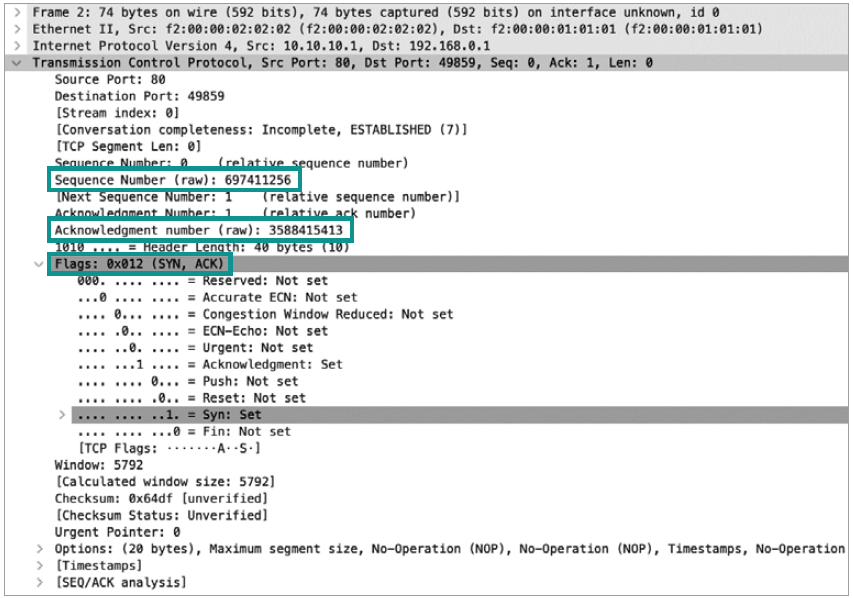 Frame 2: 74 bytes on wire (592 bits), 74 bytes captured (592 bits) on interface unknown, id 0
Ethernet II, Src: f2:00:00:02:02:02 (f2:00:00:02:02:02), Dst: f2:00:00:01:01:01 (f2:00:00:01:01:01)
Internet Protocol Version 4, Src: 10.10.10.1, Dst: 192.168.0.1
Transmission Control Protocol, Src Port: 80, Dst Port: 49859, Seq: 0, Ack: 1, Len: 0
Source Port: 80
Destination Port: 49859
[Stream index: 0]
[Conversation completeness: Incomplete, ESTABLISHED (7)]
[TCP Segment Len: 0]
Sequence Number: 0 (relative sequence number)
Sequence Number (raw): 697411256
[Next Sequence Number: 1 (relative sequence number)]
Acknowledgment Number: 1 (relative ack number)
Acknowledgment number (raw): 3588415413
1010 .... = Header Length: 40 bytes (10)
Flags: 0x012 (SYN, ACK)
000. .... .... = Reserved: Not set
...0 .... .... = Accurate ECN: Not set
.... 0... .... = Congestion Window Reduced: Not set
.... .0.. .... = ECN-Echo: Not set
.... ..0. .... = Urgent: Not set
.... ...1 .... = Acknowledgment: Set
.... .... 0... = Push: Not set
.... .... .0.. = Reset: Not set
.... .... ..1. = Syn: Set
.... .... ...0 = Fin: Not set
[TCP Flags: ·······A··S·]
Window: 5792
[Calculated window size: 5792]
Checksum: 0x64df [unverified]
[Checksum Status: Unverified]
Urgent Pointer: 0
Options: (20 bytes), Maximum segment size, No-Operation (NOP), No-Operation (NOP), Timestamps, No-Operation
[Timestamps]
[SEQ/ACK analysis]